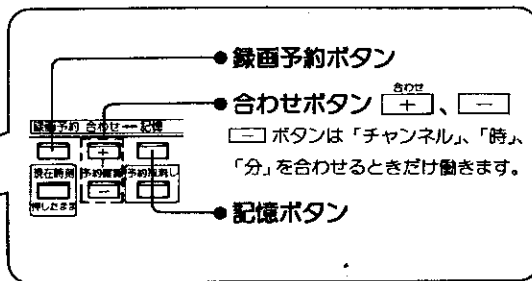 ● 録画予約ボタン
合わせ
● 合わせボタン ＋、－
－ ボタンは「チャンネル」、「時」、
「分」を合わせるときだけ働きます。
● 記憶ボタン
録画予約 合わせ 記憶
＋
現在時刻 予約確認 予約取消し
－
押したまま